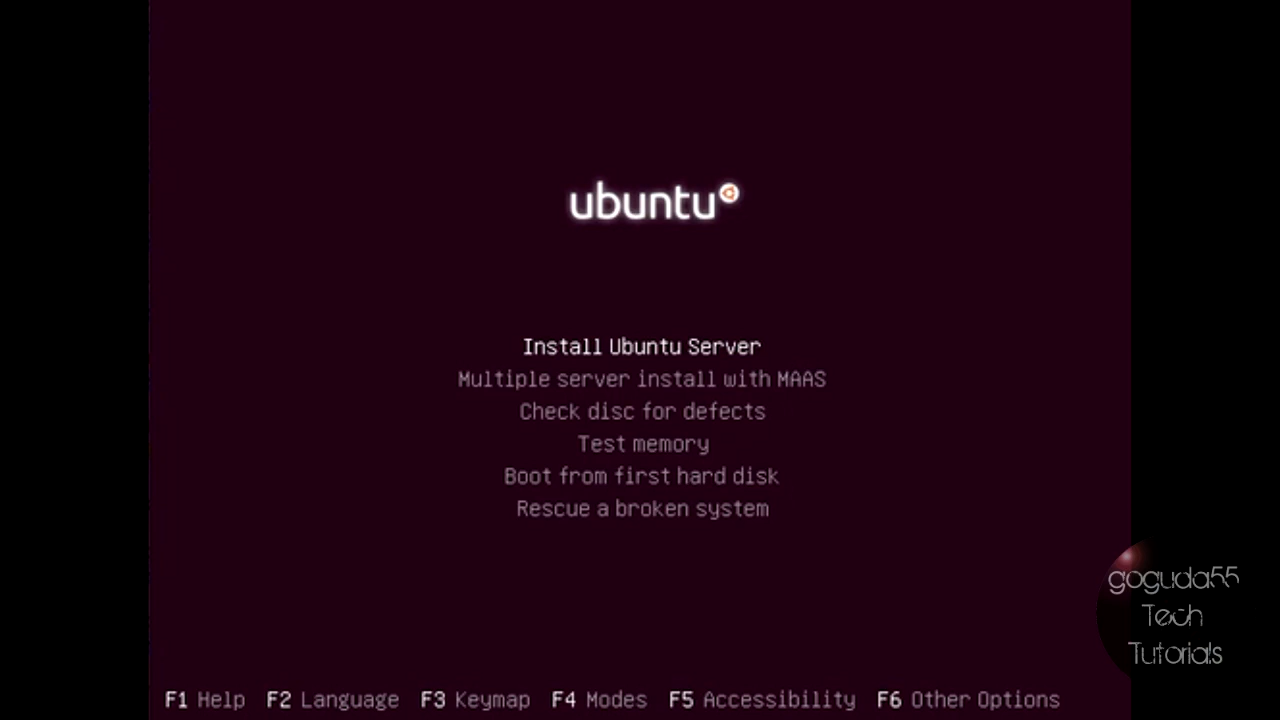 ubuntu
Install Ubuntu Server
Multiple server install with MAAS
Check disc for defects
Test memory
Boot from first hard disk
Rescue a broken system
goguda55
Tech
Tutorials
F1 Help F2 Language F3 Keymap F4 Modes F5 Accessibility F6 Other Options